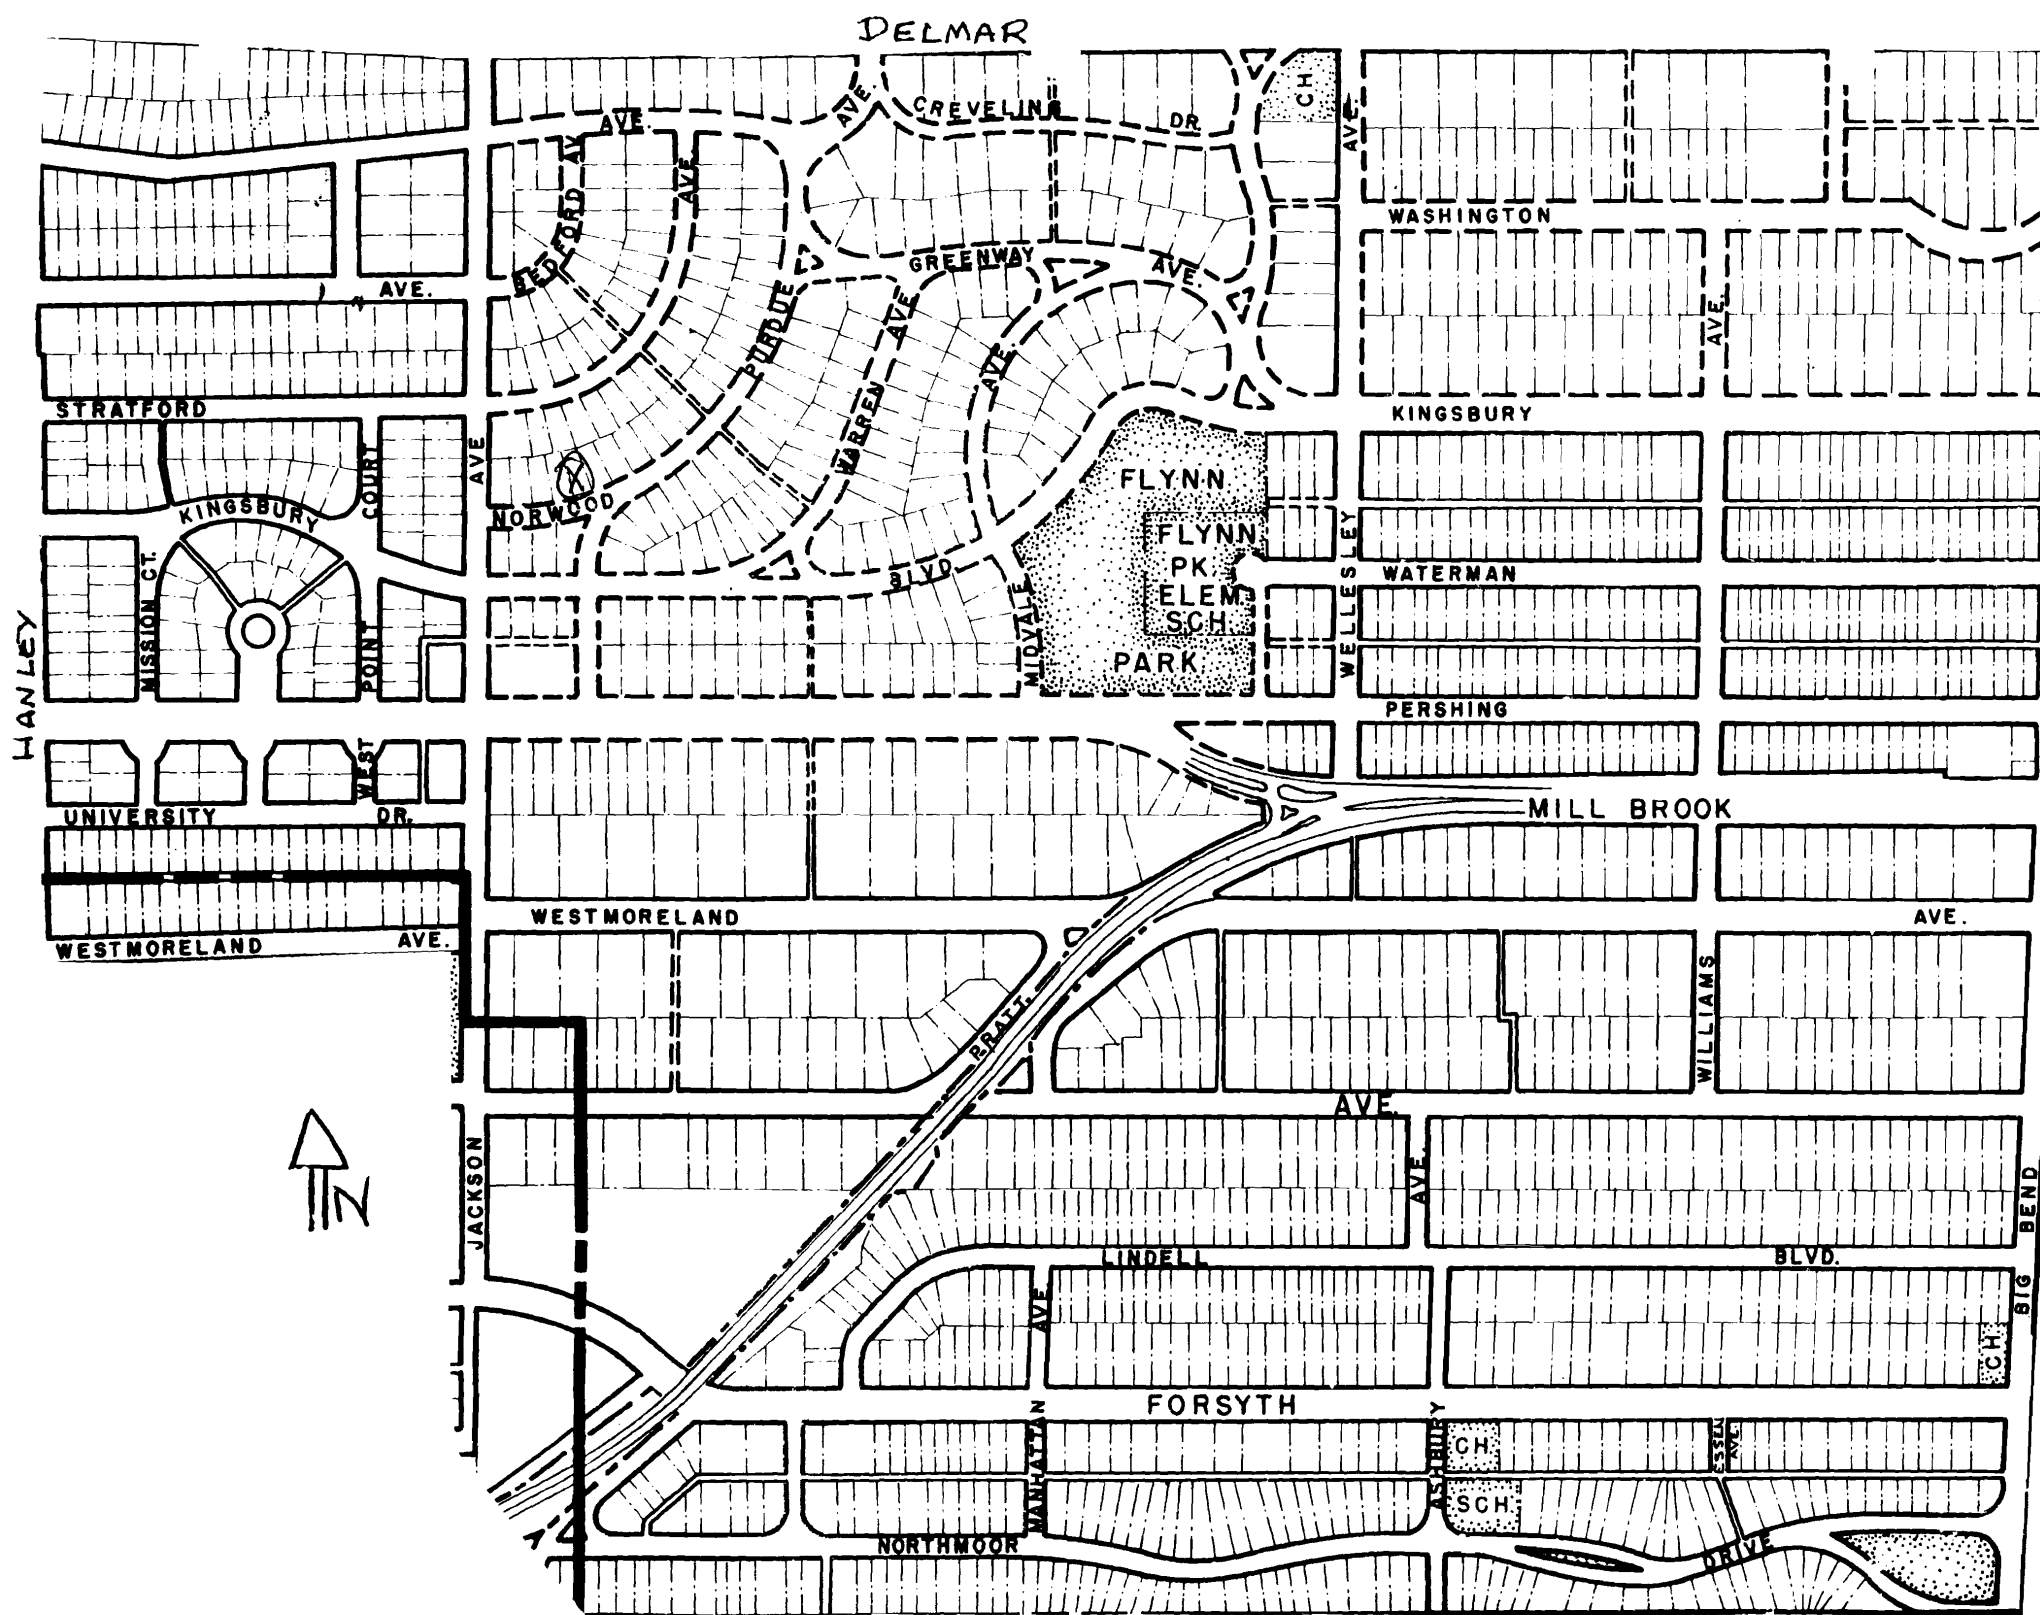 DELMAR
AVE.
CREVELING
DR.
CH
AVE.
AVE.
BEDFORD AV.
AVE.
WASHINGTON
GREENWAY
AVE.
AVE.
PURDUE
AVE
AVE.
AVE.
STRATFORD
KINGSBURY
COURT
AVE
WARREN
FLYNN
X
NORWOOD
KINGSBURY
FLYNN
PK.
ELEM.
SCH.
PARK
WELLESLEY
WATERMAN
BLVD.
MISSION CT.
MIDVALE
HANLEY
POINT
WEST
PERSHING
UNIVERSITY
DR.
MILL BROOK
WESTMORELAND
AVE.
WESTMORELAND
AVE.
PRATT.
WILLIAMS
AVE.
N
JACKSON
AVE.
BIG BEND
LINDELL
BLVD.
AVE.
CH
FORSYTH
MANHATTAN
ASHBURY
CH
ESSEN
AVE.
SCH
NORTHMOOR
DRIVE